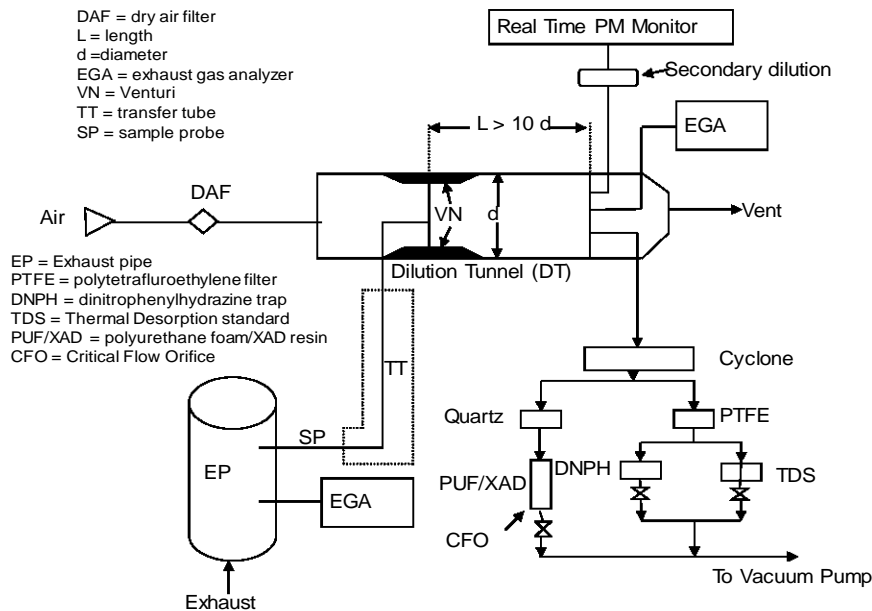 DAF = dry air filter
L = length
d =diameter
EGA = exhaust gas analyzer
VN = Venturi
TT = transfer tube
SP = sample probe
Real Time PM Monitor
Secondary dilution
L > 10 d
EGA
DAF
Air
VN
d
Vent
Dilution Tunnel (DT)
EP = Exhaust pipe
PTFE = polytetrafluroethylene filter
DNPH = dinitrophenylhydrazine trap
TDS = Thermal Desorption standard
PUF/XAD = polyurethane foam/XAD resin
CFO = Critical Flow Orifice
TT
Cyclone
Quartz
PTFE
SP
EP
DNPH
TDS
PUF/XAD
EGA
CFO
To Vacuum Pump
Exhaust